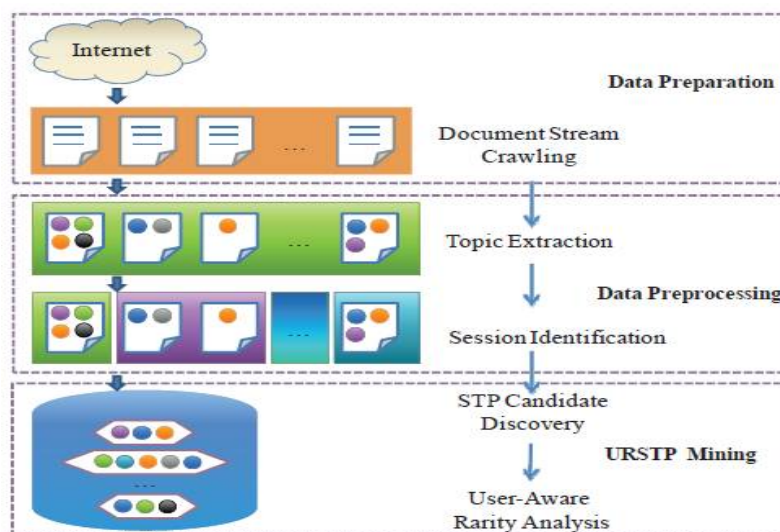 Internet
Data Preparation
Document Stream
Crawling
...
Topic Extraction
...
Data Preprocessing
...
Session Identification
STP Candidate
Discovery
...
URSTP Mining
User-Aware
Rarity Analysis